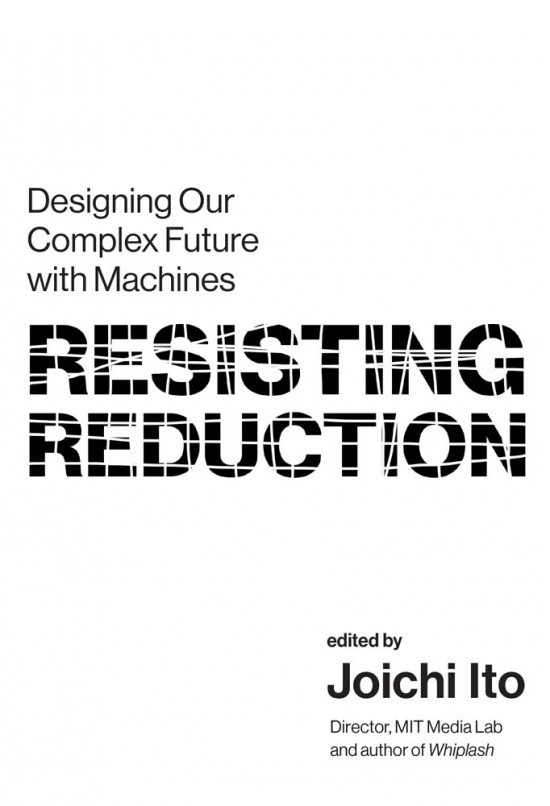 Designing Our
Complex Future
with Machines
RESISTING
REDUCTION
edited by
Joichi Ito
Director, MIT Media Lab
and author of Whiplash